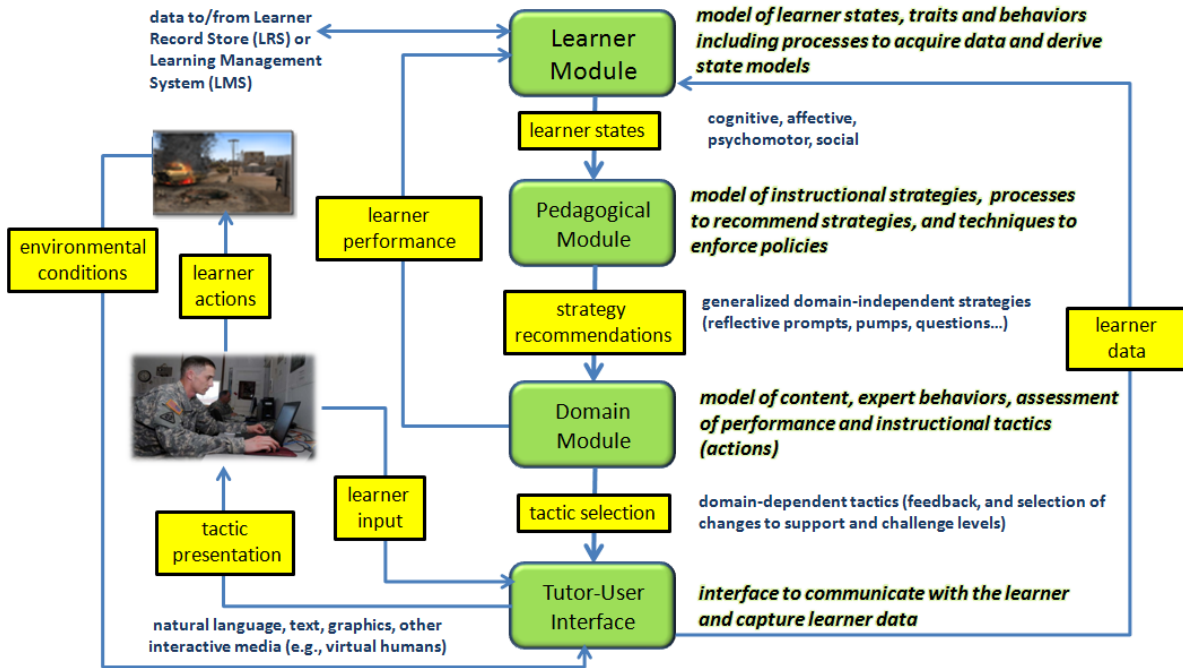 data to/from Learner
Record Store (LRS) or
Learning Management
System (LMS)
Learner
Module
model of learner states, traits and behaviors
including processes to acquire data and derive
state models
learner states
cognitive, affective,
psychomotor, social
environmental
conditions
learner
actions
learner
performance
Pedagogical
Module
model of instructional strategies, processes
to recommend strategies, and techniques to
enforce policies
strategy
recommendations
generalized domain-independent strategies
(reflective prompts, pumps, questions...)
learner
data
Domain
Module
model of content, expert behaviors, assessment
of performance and instructional tactics
(actions)
tactic
presentation
learner
input
tactic selection
domain-dependent tactics (feedback, and selection of
changes to support and challenge levels)
Tutor-User
Interface
interface to communicate with the learner
and capture learner data
natural language, text, graphics, other
interactive media (e.g., virtual humans)